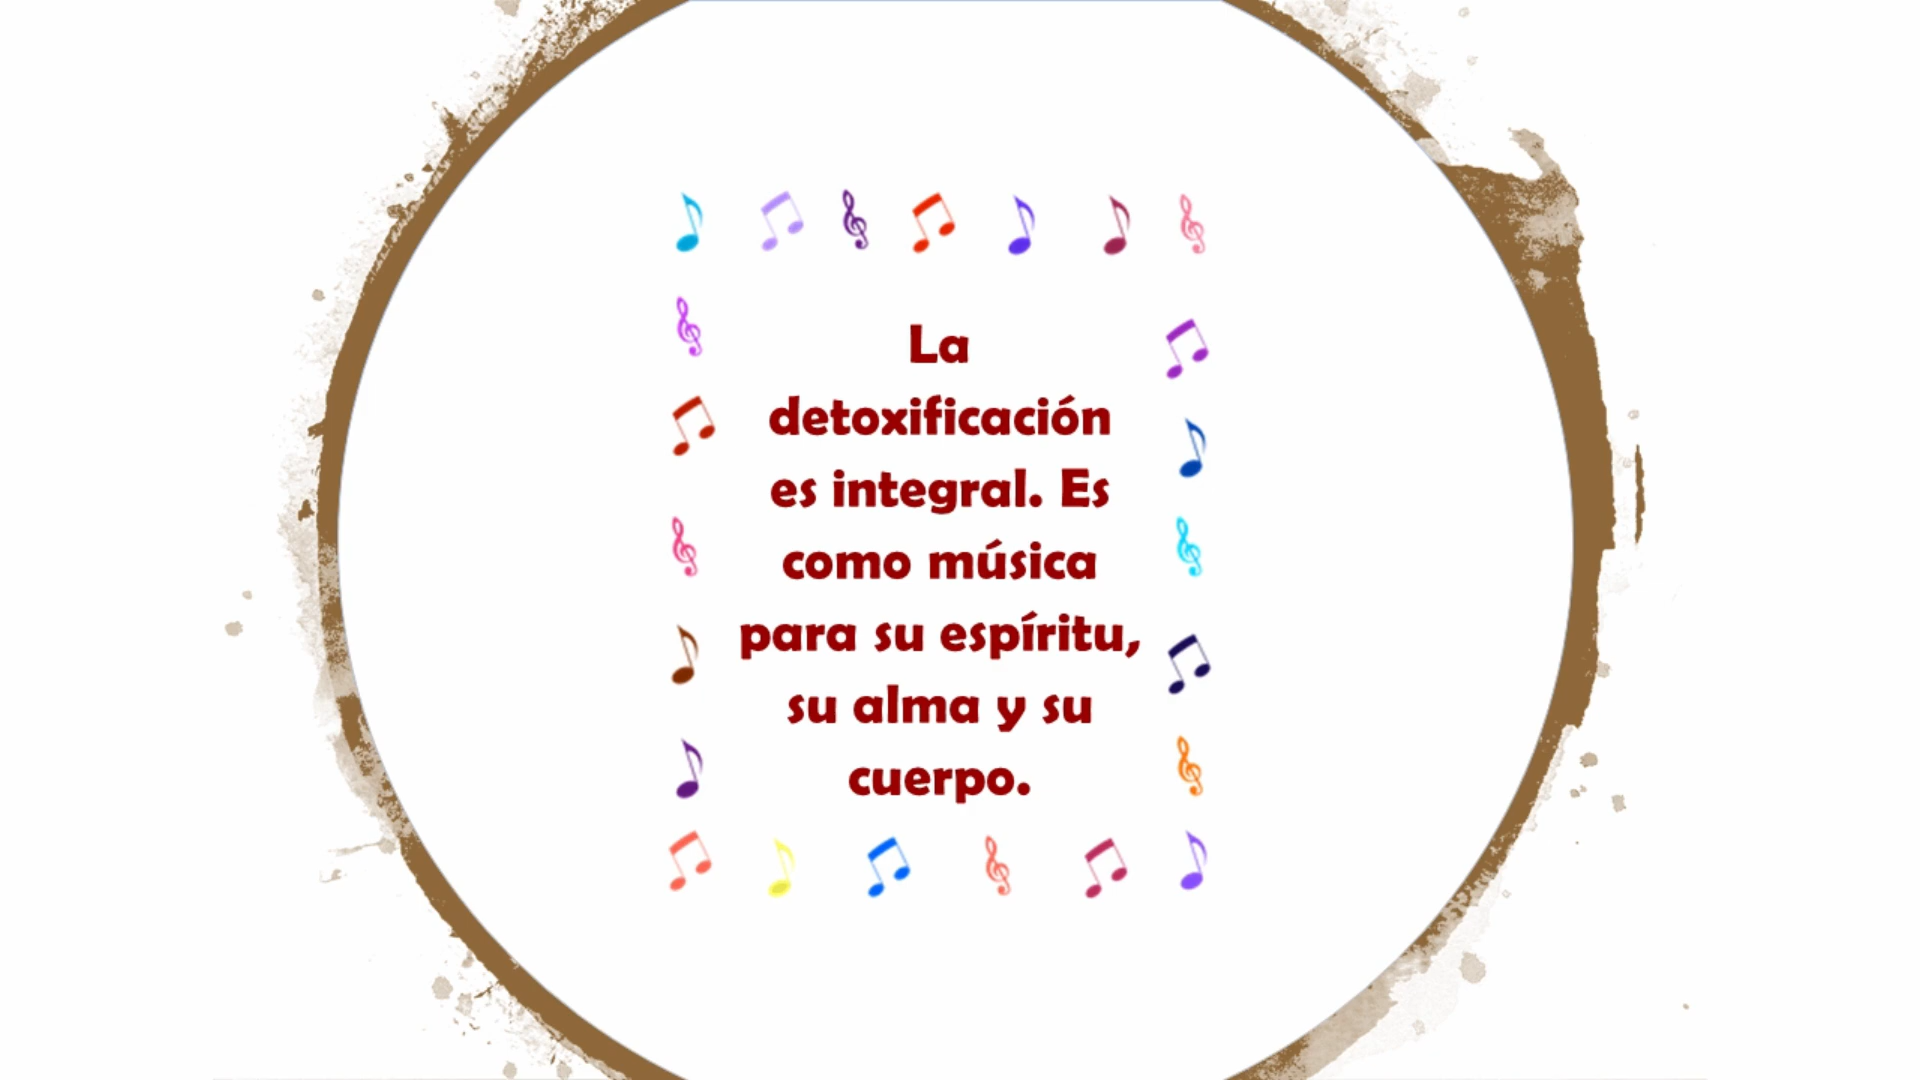 La
detoxificación
es integral. Es
como música
para su espíritu,
su alma y su
cuerpo.